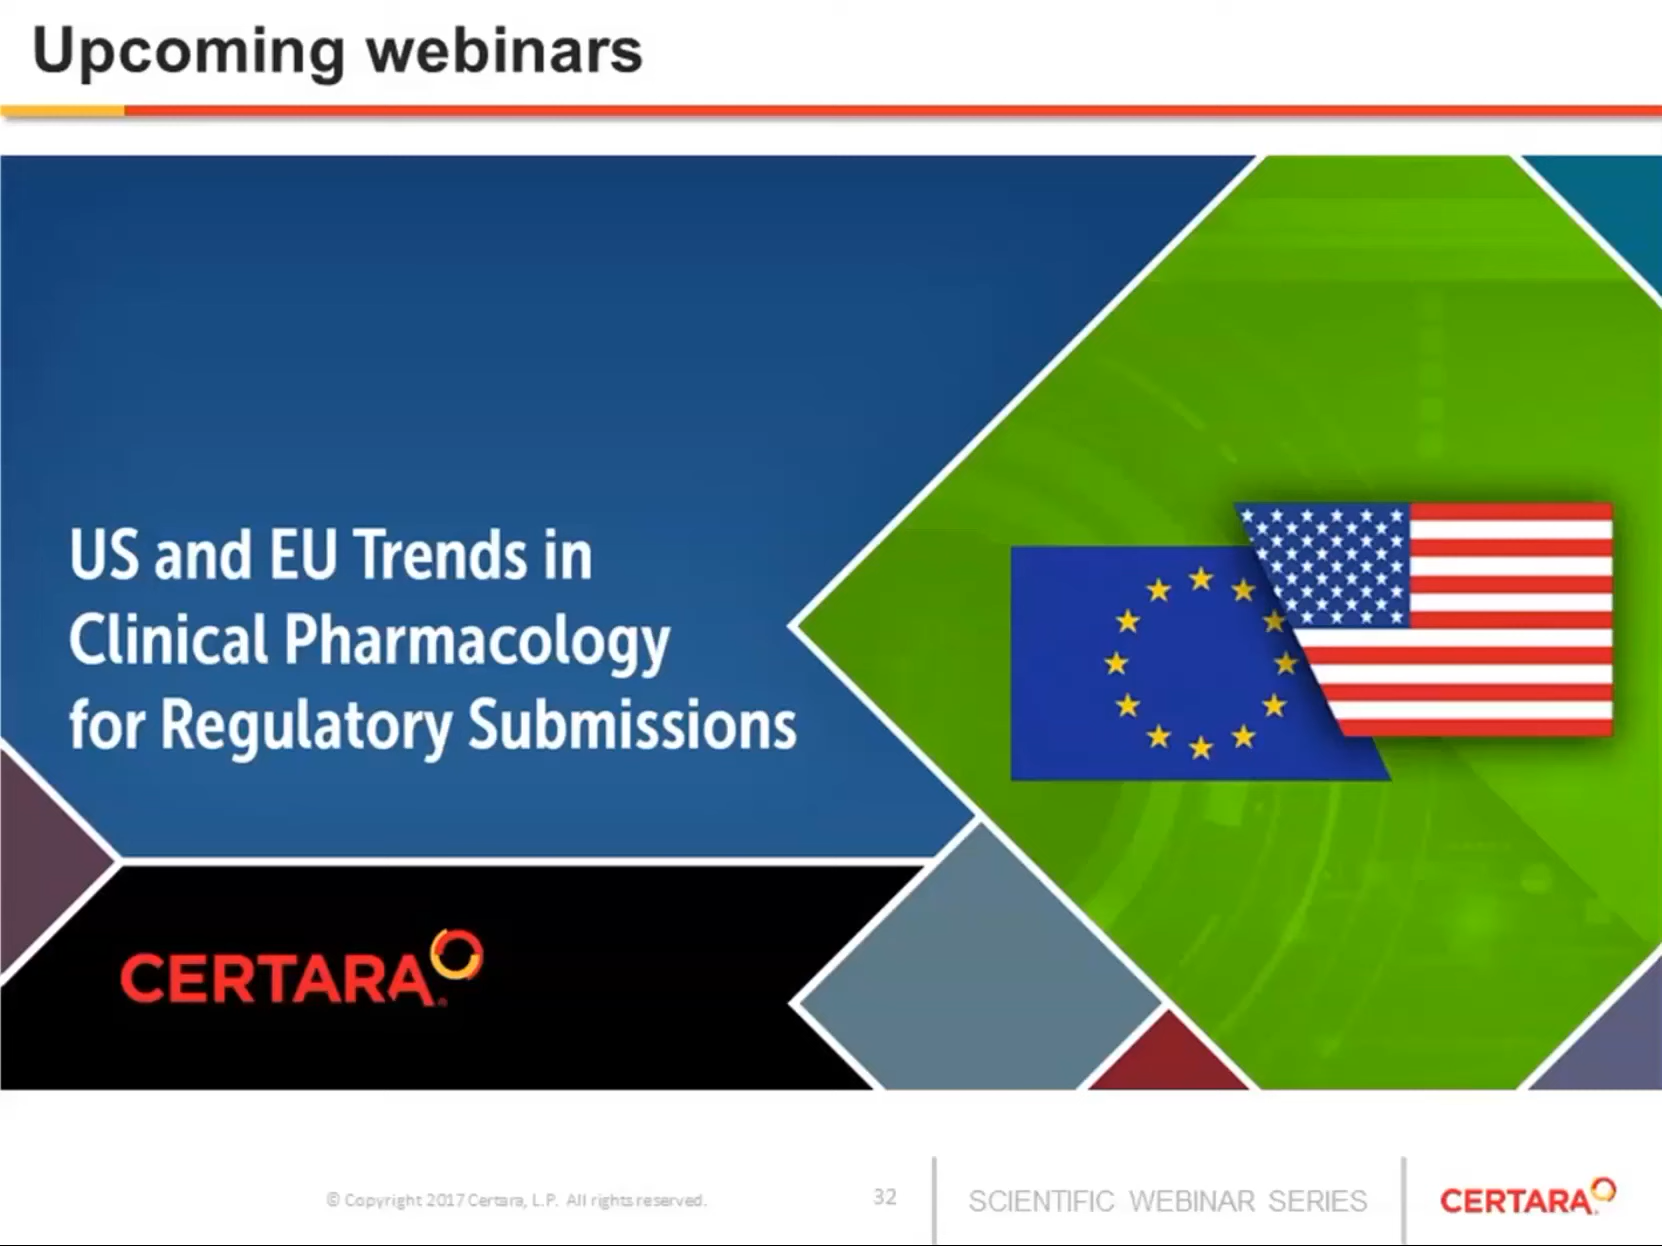 Upcoming webinars
US and EU Trends in
Clinical Pharmacology
for Regulatory Submissions
CERTARA
© Copyright 2017 Certara, L.P. All rights reserved.
32
SCIENTIFIC WEBINAR SERIES
CERTARA